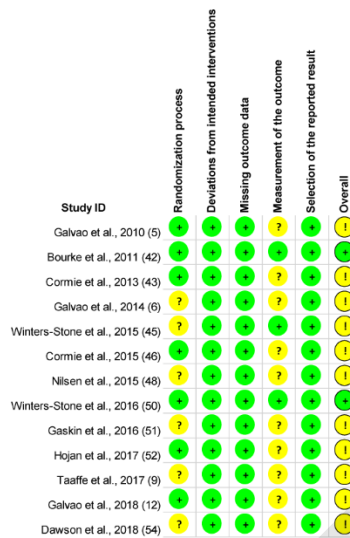 Study ID Randomization process Deviations from intended interventions Missing outcome data Measurement of the outcome Selection of the reported result Overall
Galvao et al., 2010 (5) + + + ? + !
Bourke et al., 2011 (42) + + + + + +
Cormie et al., 2013 (43) + + + ? + !
Galvao et al., 2014 (6) ? + + ? + !
Winters-Stone et al., 2015 (45) ? + + + + !
Cormie et al., 2015 (46) + + + ? + !
Nilsen et al., 2015 (48) ? + + ? + !
Winters-Stone et al., 2016 (50) + + + + + +
Gaskin et al., 2016 (51) ? + + ? + !
Hojan et al., 2017 (52) + + + ? + !
Taaffe et al., 2017 (9) ? + + ? + !
Galvao et al., 2018 (12) + + + ? + !
Dawson et al., 2018 (54) ? + + ? + !